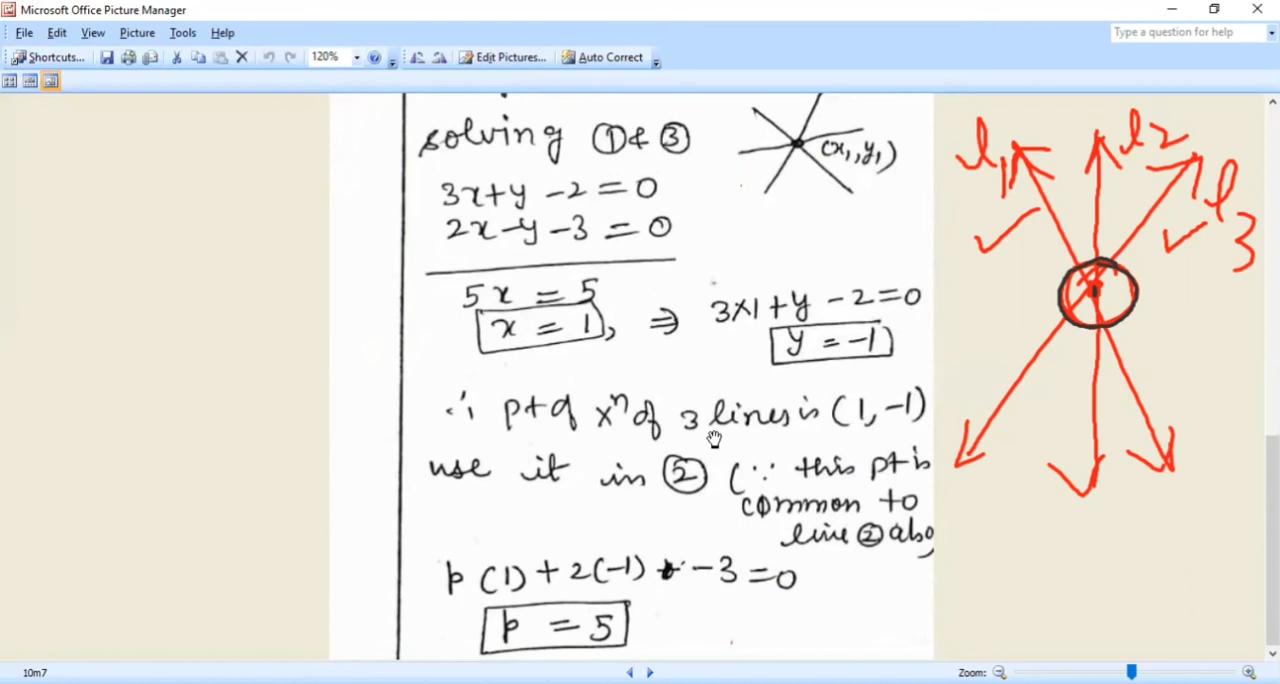 Microsoft Office Picture Manager
File Edit View Picture Tools Help
Type a question for help
Shortcuts... 120% Edit Pictures... Auto Correct
solving ① & ③
(x₁, y₁)
3x+y -2 = 0
2x-y -3 = 0
5x = 5
x = 1, ⇒ 3×1 + y - 2 = 0
y = -1
∴ pt of xⁿ of 3 lines is (1, -1)
use it in ② (∵ this pt is
common to
line ② also
p (1) + 2(-1) -3 = 0
p = 5
l1
l2
l3
10m7
Zoom: